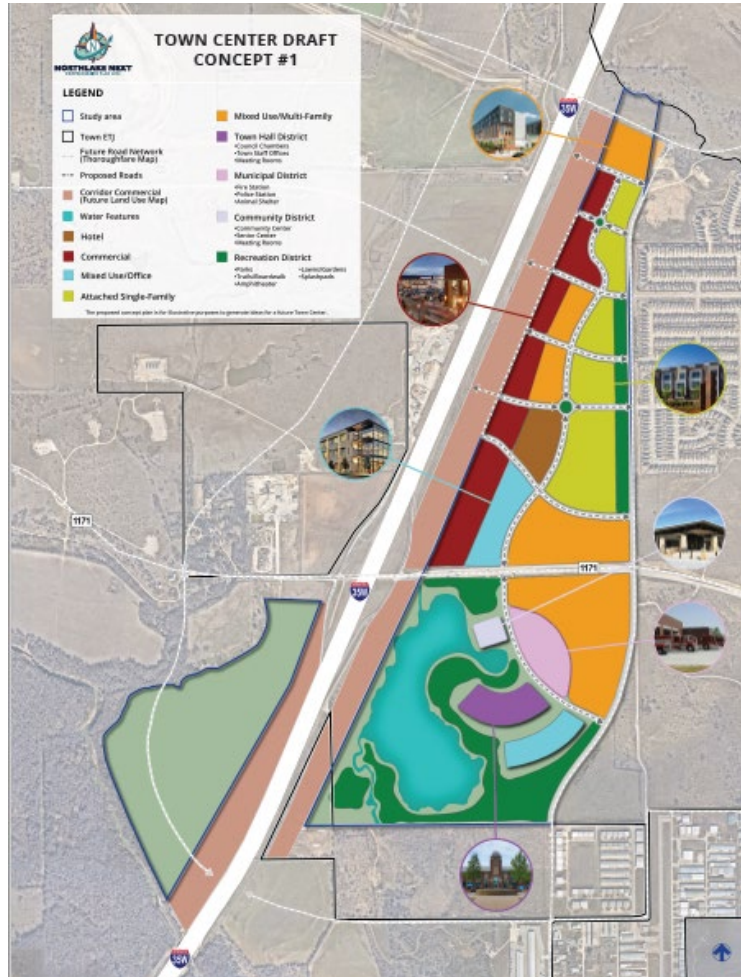 TOWN CENTER DRAFT
CONCEPT #1
N
NORTHLAKE NEXT
LEGEND
Study area
Town ETJ
Future Road Network
(Thoroughfare Map)
Proposed Roads
Corridor Commercial
(Future Land Use Map)
Water Features
Hotel
Commercial
Mixed Use/Office
Attached Single-Family
Mixed Use/Multi-Family
Town Hall District
•Council Chambers
•Town Staff Offices
•Meeting Rooms
Municipal District
•Fire Station
•Police Station
•Animal Shelter
Community District
•Community Center
•Senior Center
•Meeting Rooms
Recreation District
•Parks
•Trails/Boardwalk
•Amphitheater
•Lawns/Gardens
•Splashpads
The proposed concept plan is for illustrative purposes to generate ideas for a future Town Center.
35W
1171
1171
35W
35W